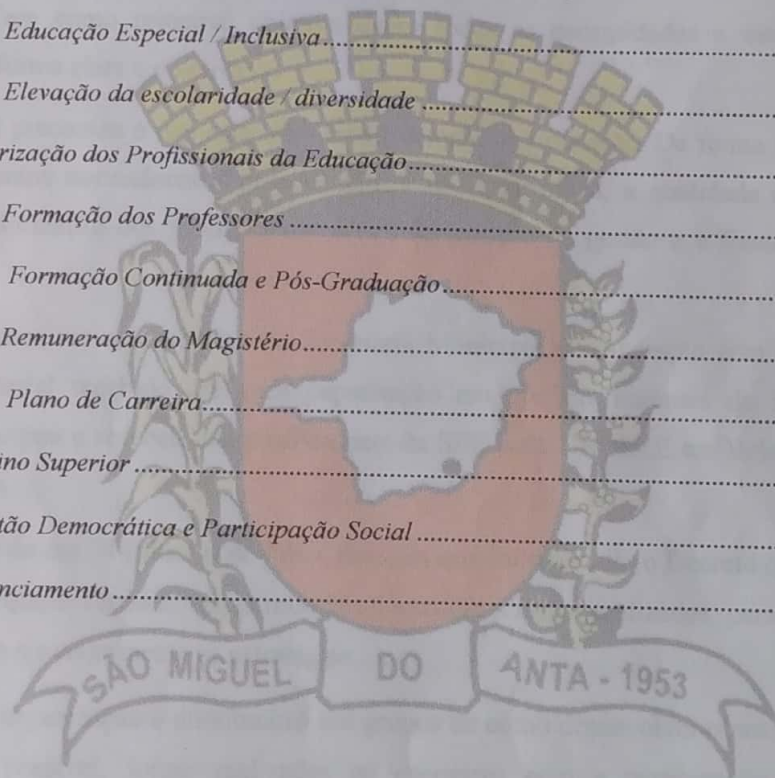 Educação Especial / Inclusiva
Elevação da escolaridade / diversidade
rização dos Profissionais da Educação
Formação dos Professores
Formação Continuada e Pós-Graduação
Remuneração do Magistério
Plano de Carreira
ino Superior
tão Democrática e Participação Social
nciamento
SÃO MIGUEL DO ANTA - 1953